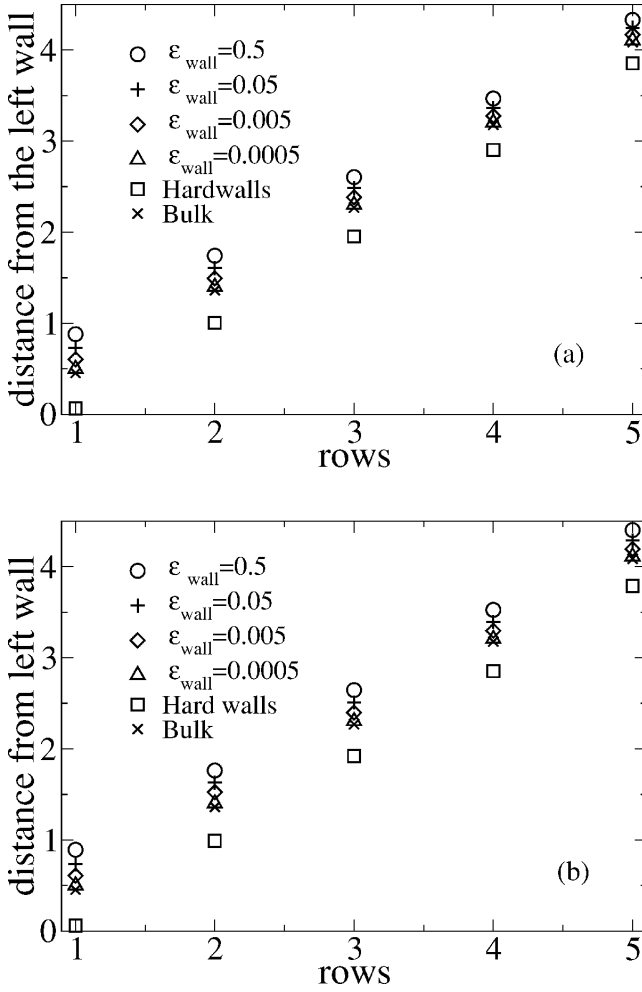 4
3
2
1
0
distance from the left wall
ε wall=0.5
ε wall=0.05
ε wall=0.005
ε wall=0.0005
Hardwalls
Bulk
(a)
1 2 3 4 5
rows
4
3
2
1
0
distance from left wall
ε wall=0.5
ε wall=0.05
ε wall=0.005
ε wall=0.0005
Hard walls
Bulk
(b)
1 2 3 4 5
rows